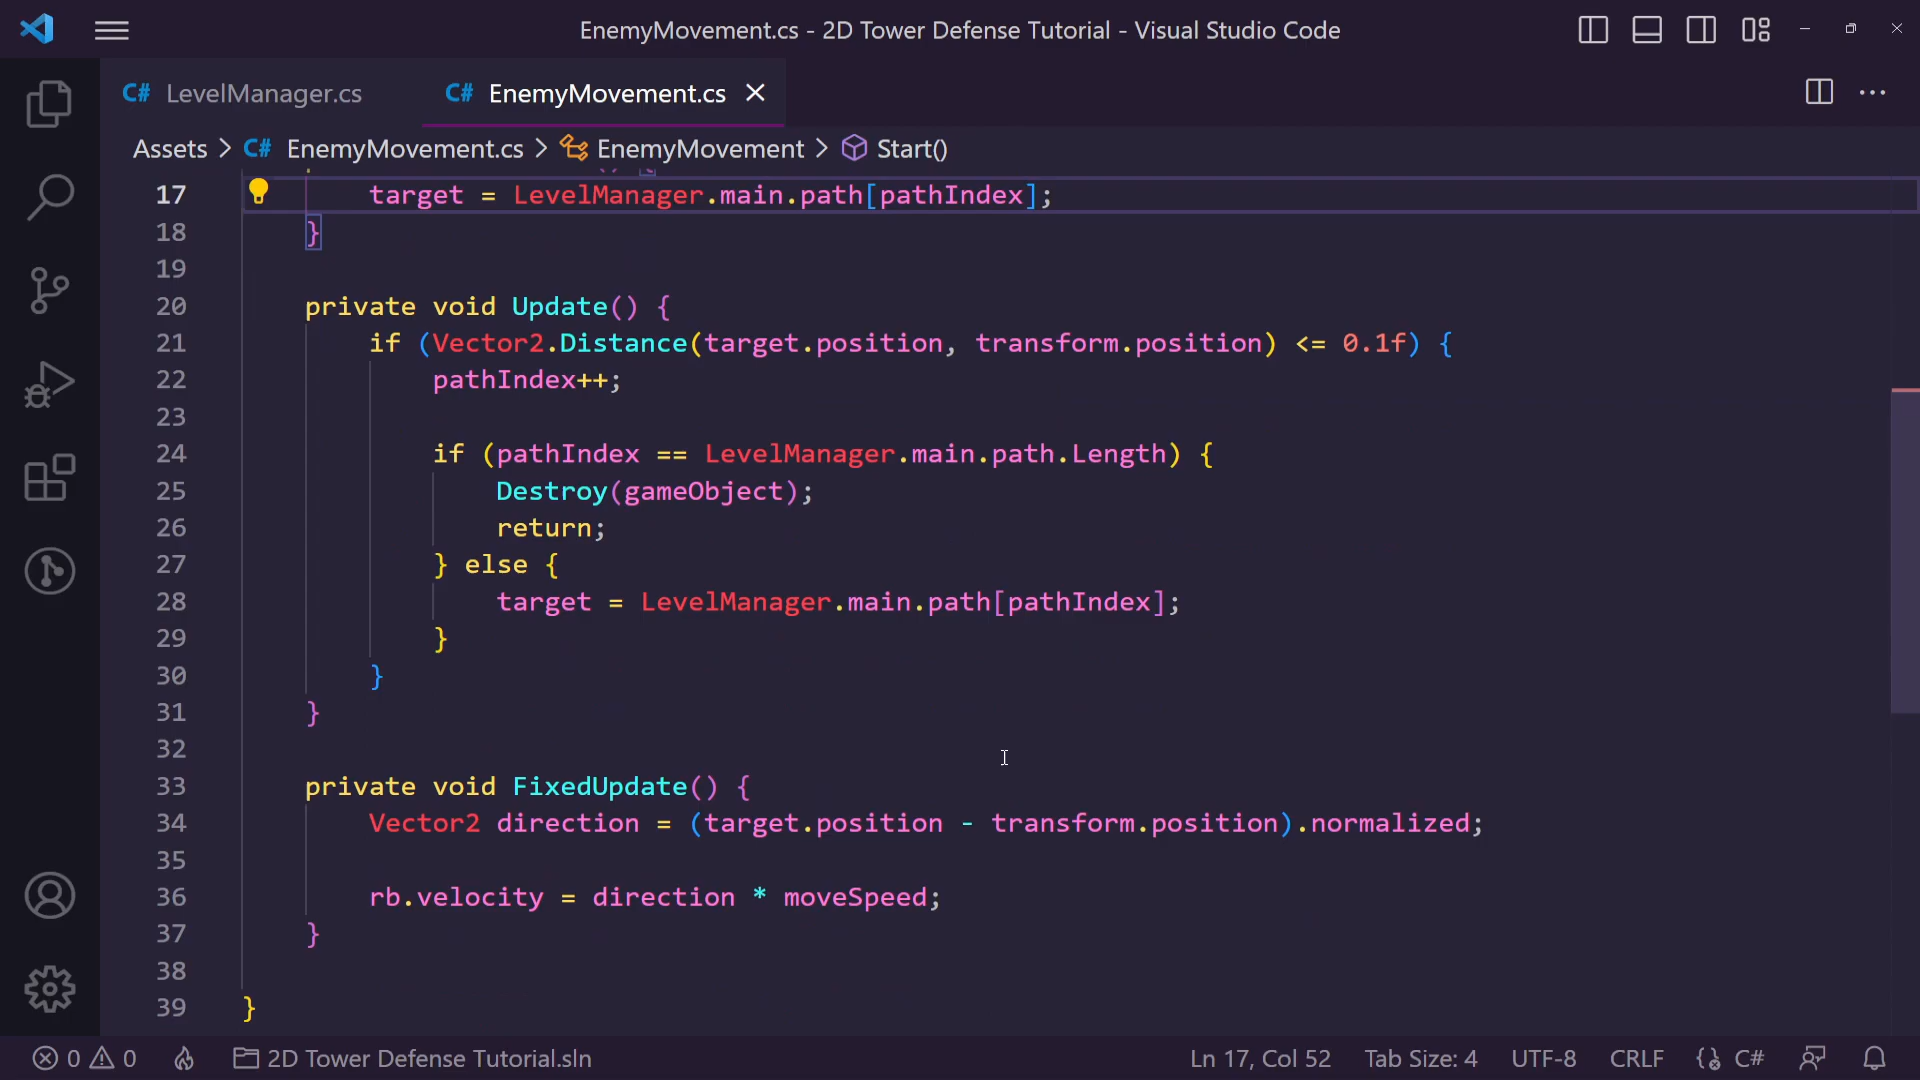 EnemyMovement.cs - 2D Tower Defense Tutorial - Visual Studio Code
C# LevelManager.cs
C# EnemyMovement.cs
Assets > C# EnemyMovement.cs > EnemyMovement > Start()
17 target = LevelManager.main.path[pathIndex];
18 }
19
20 private void Update() {
21 if (Vector2.Distance(target.position, transform.position) <= 0.1f) {
22 pathIndex++;
23
24 if (pathIndex == LevelManager.main.path.Length) {
25 Destroy(gameObject);
26 return;
27 } else {
28 target = LevelManager.main.path[pathIndex];
29 }
30 }
31 }
32
33 private void FixedUpdate() {
34 Vector2 direction = (target.position - transform.position).normalized;
35
36 rb.velocity = direction * moveSpeed;
37 }
38
39 }
0 0 2D Tower Defense Tutorial.sln Ln 17, Col 52 Tab Size: 4 UTF-8 CRLF C#